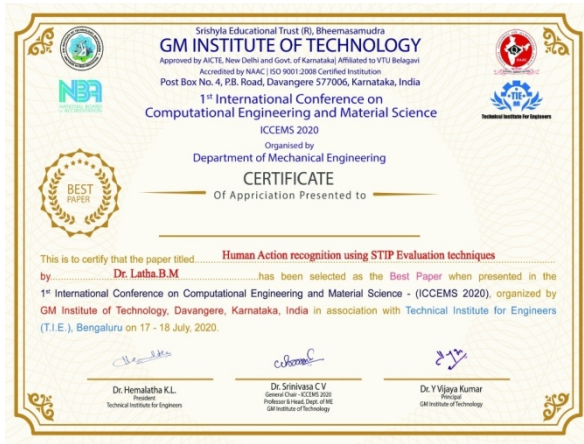 Srishyla Educational Trust (R), Bheemasamudra
GM INSTITUTE OF TECHNOLOGY
Approved by AICTE, New Delhi and Govt. of Karnataka| Affiliated to VTU Belagavi
Accredited by NAAC | ISO 9001:2008 Certified Institution
Post Box No. 4, P.B. Road, Davangere 577006, Karnataka, India
NBA
1st International Conference on
Computational Engineering and Material Science
TIE
Technical Institute For Engineers
ICCEMS 2020
Organised by
Department of Mechanical Engineering
CERTIFICATE
Of Appriciation Presented to
BEST
PAPER
This is to certify that the paper titled Human Action recognition using STIP Evaluation techniques
by Dr. Latha.B.M has been selected as the Best Paper when presented in the
1st International Conference on Computational Engineering and Material Science - (ICCEMS 2020), organized by
GM Institute of Technology, Davangere, Karnataka, India in association with Technical Institute for Engineers
(T.I.E.), Bengaluru on 17 - 18 July, 2020.
Dr. Hemalatha K.L.
President
Technical Institute for Engineers
Dr. Srinivasa C V
General Chair - ICCEMS 2020
Professor & Head, Dept. of ME
GM Institute of Technology
Dr. Y Vijaya Kumar
Principal
GM Institute of Technology